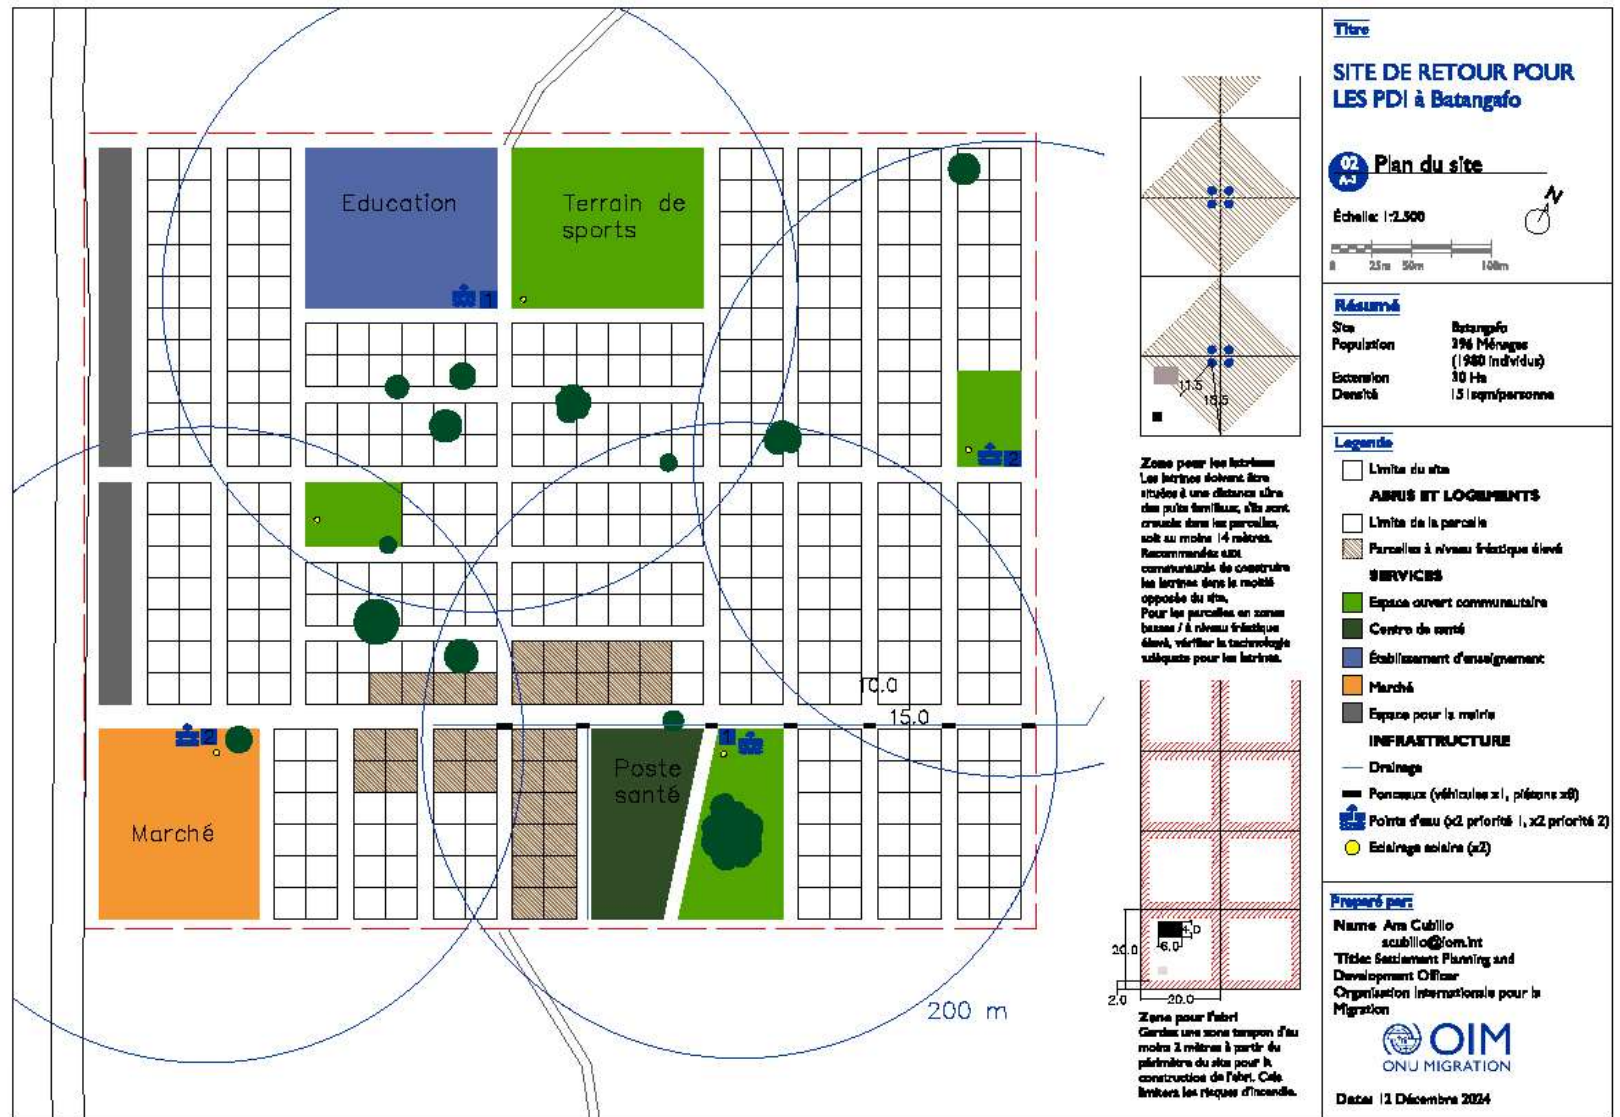 Education
Terrain de
sports
1
2
10.0
15.0
2
1
Poste
santé
Marché
200 m
11.5
Zone pour les latrines
Les latrines doivent être
situées à une distance sûre
des puits familiaux, s'ils sont
creusés dans les parcelles,
soit au moins 14 mètres.
Recommandez aux
communautés de construire
les latrines dans la moitié
opposée du site.
Pour les parcelles en zones
basses / à niveau fréatique
élevé, vérifier la technologie
adéquate pour les latrines.
4.0
6.0
20.0
2.0
20.0
Zone pour l'abri
Gardez une zone tampon d'au
moins 2 mètres à partir du
périmètre du site pour la
construction de l'abri. Cela
limitera les risques d'incendie.
Titre
SITE DE RETOUR POUR
LES PDI à Batangafo
02
A-3
Plan du site
N
Échelle: 1:2.500
0 25m 50m 100m
Résumé
Site Batangafo
Population 396 Ménages
(1980 individus)
Extension 30 Ha
Densité 151sqm/personne
Legende
Limite du site
ABRIS ET LOGEMENTS
Limite de la parcelle
Parcelles à niveau fréatique élevé
SERVICES
Espace ouvert communautaire
Centre de santé
Établissement d'enseignement
Marché
Espace pour la mairie
INFRASTRUCTURE
Drainage
Ponceaux (véhicules x1, piétons x8)
Points d'eau (x2 priorité 1, x2 priorité 2)
Eclairage solaire (x2)
Preparé par:
Name Ana Cubillo
scubillo@iom.int
Title: Settlement Planning and
Development Officer
Organisation Internationale pour la
Migration
OIM
ONU MIGRATION
Date: 12 Décembre 2024